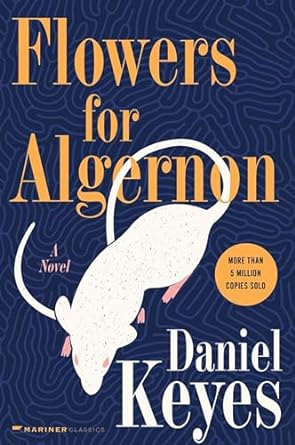 Flowers
for
Algernon
A
Novel
MORE THAN
5 MILLION
COPIES SOLD
Daniel
Keyes
MARINER CLASSICS